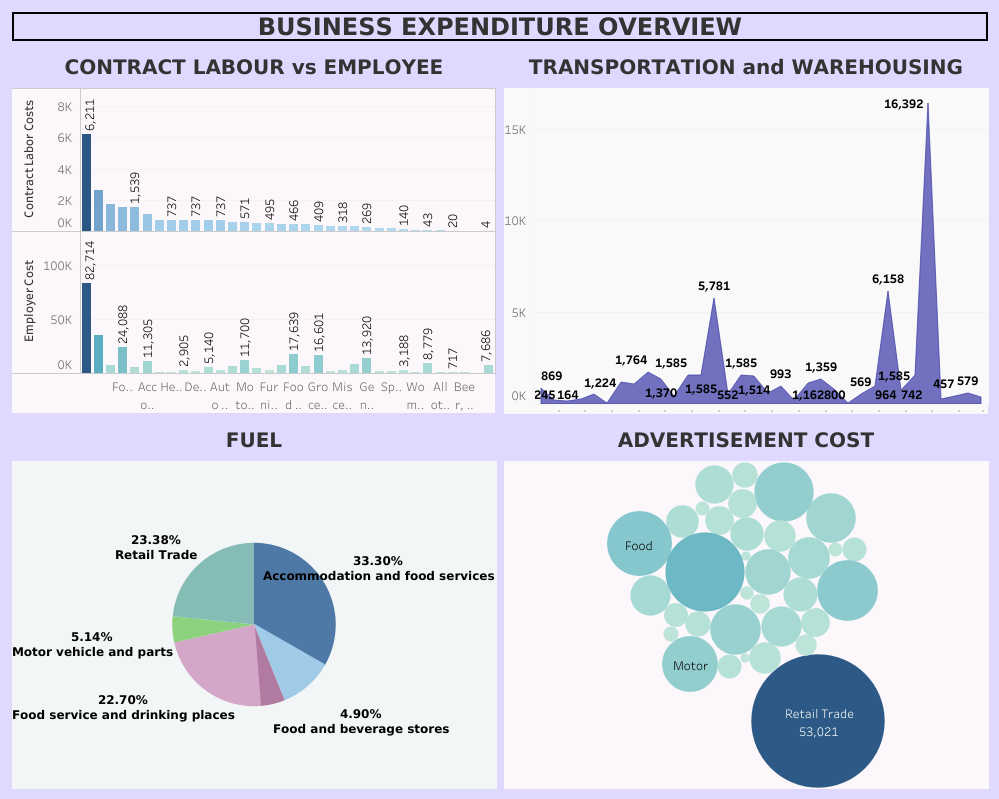 BUSINESS EXPENDITURE OVERVIEW
CONTRACT LABOUR vs EMPLOYEE
Contract Labor Costs
8K
6K
4K
2K
0K
6,211
1,539
737
737
737
571
495
466
409
318
269
140
43
20
4
Employer Cost
100K
50K
0K
82,714
24,088
11,305
2,905
5,140
11,700
17,639
16,601
13,920
3,188
8,779
717
7,686
Fo.. Acc He.. De.. Aut Mo Fur Foo Gro Mis Ge Sp.. Wo All Bee
o.. o .. to.. ni.. d .. ce.. ce.. n.. m.. ot.. r, ..
TRANSPORTATION and WAREHOUSING
15K
10K
5K
0K
16,392
6,158
5,781
1,764
1,585
1,585
1,359
869
1,224
993
569
1,585
457
579
245
164
1,370
1,585
552
1,514
1,162
800
964
742
FUEL
23.38%
Retail Trade
33.30%
Accommodation and food services
5.14%
Motor vehicle and parts
22.70%
Food service and drinking places
4.90%
Food and beverage stores
ADVERTISEMENT COST
Food
Motor
Retail Trade
53,021